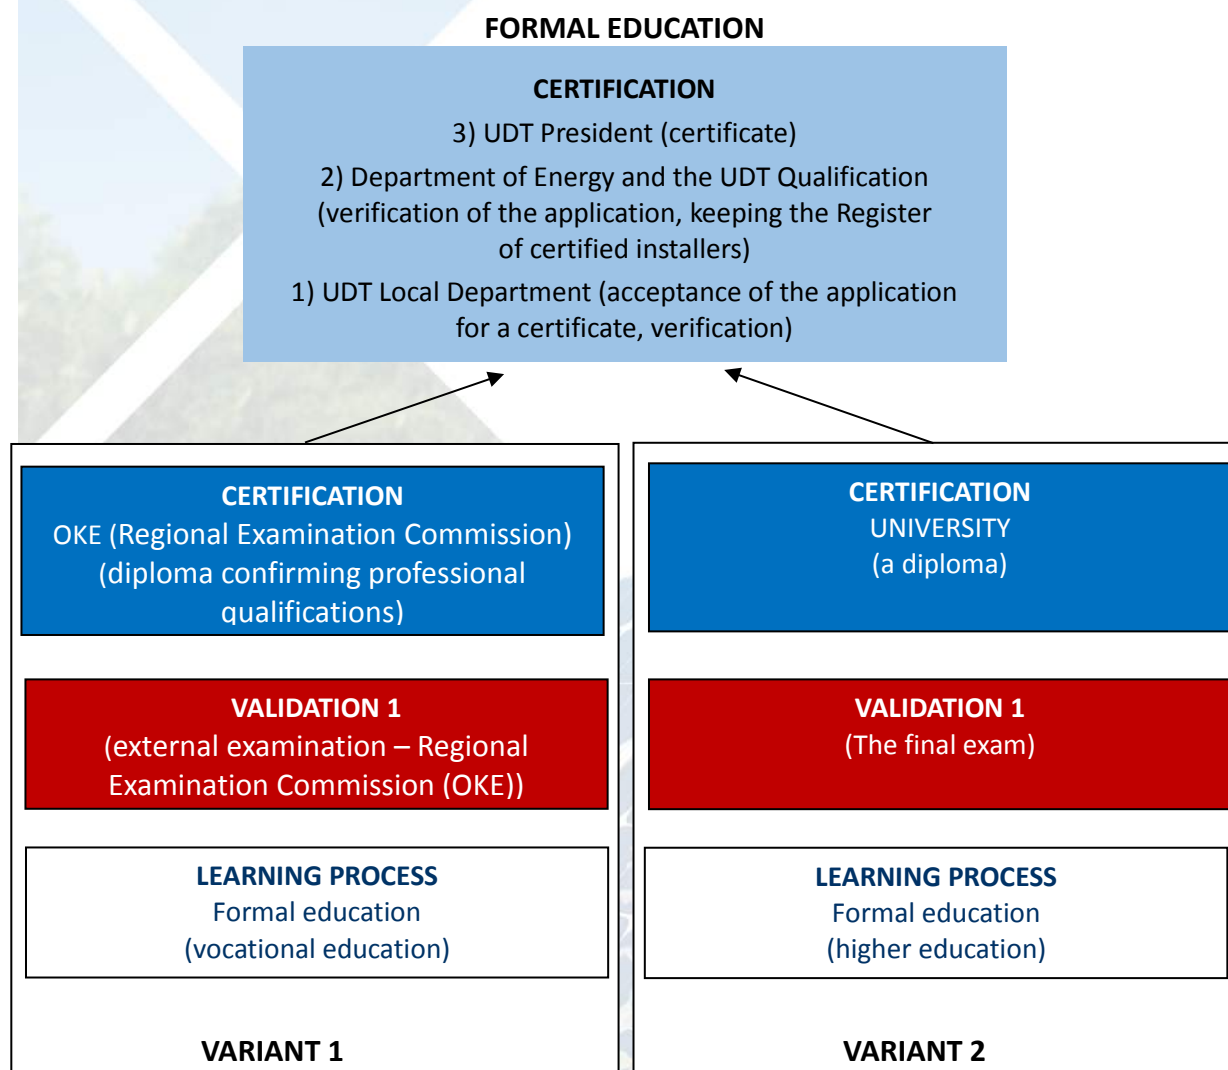 FORMAL EDUCATION
CERTIFICATION
3) UDT President (certificate)
2) Department of Energy and the UDT Qualification
(verification of the application, keeping the Register
of certified installers)
1) UDT Local Department (acceptance of the application
for a certificate, verification)
CERTIFICATION
OKE (Regional Examination Commission)
(diploma confirming professional
qualifications)
VALIDATION 1
(external examination – Regional
Examination Commission (OKE))
LEARNING PROCESS
Formal education
(vocational education)
VARIANT 1
CERTIFICATION
UNIVERSITY
(a diploma)
VALIDATION 1
(The final exam)
LEARNING PROCESS
Formal education
(higher education)
VARIANT 2